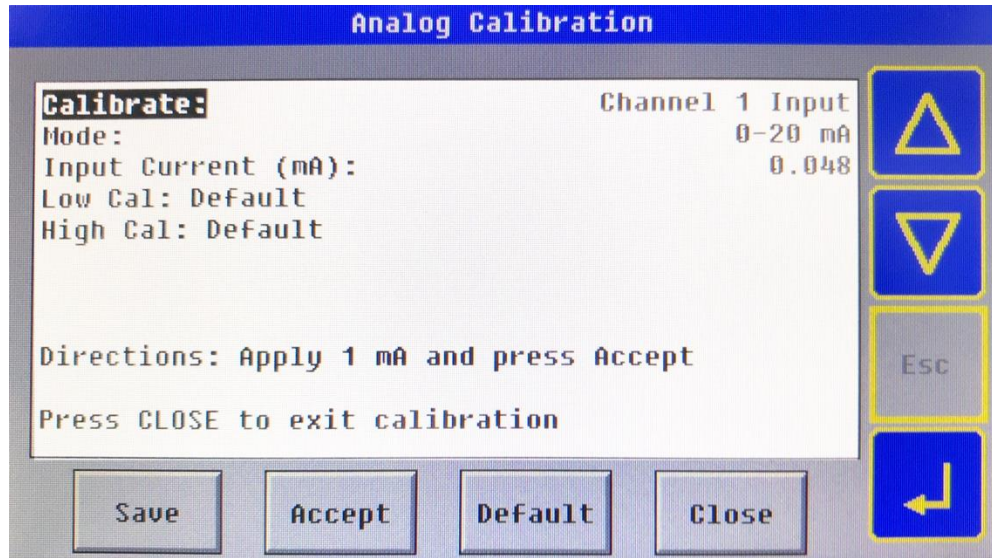 Analog Calibration
Calibrate: Channel 1 Input
Mode: 0-20 mA
Input Current (mA): 0.048
Low Cal: Default
High Cal: Default
Directions: Apply 1 mA and press Accept
Press CLOSE to exit calibration
Esc
Save Accept Default Close